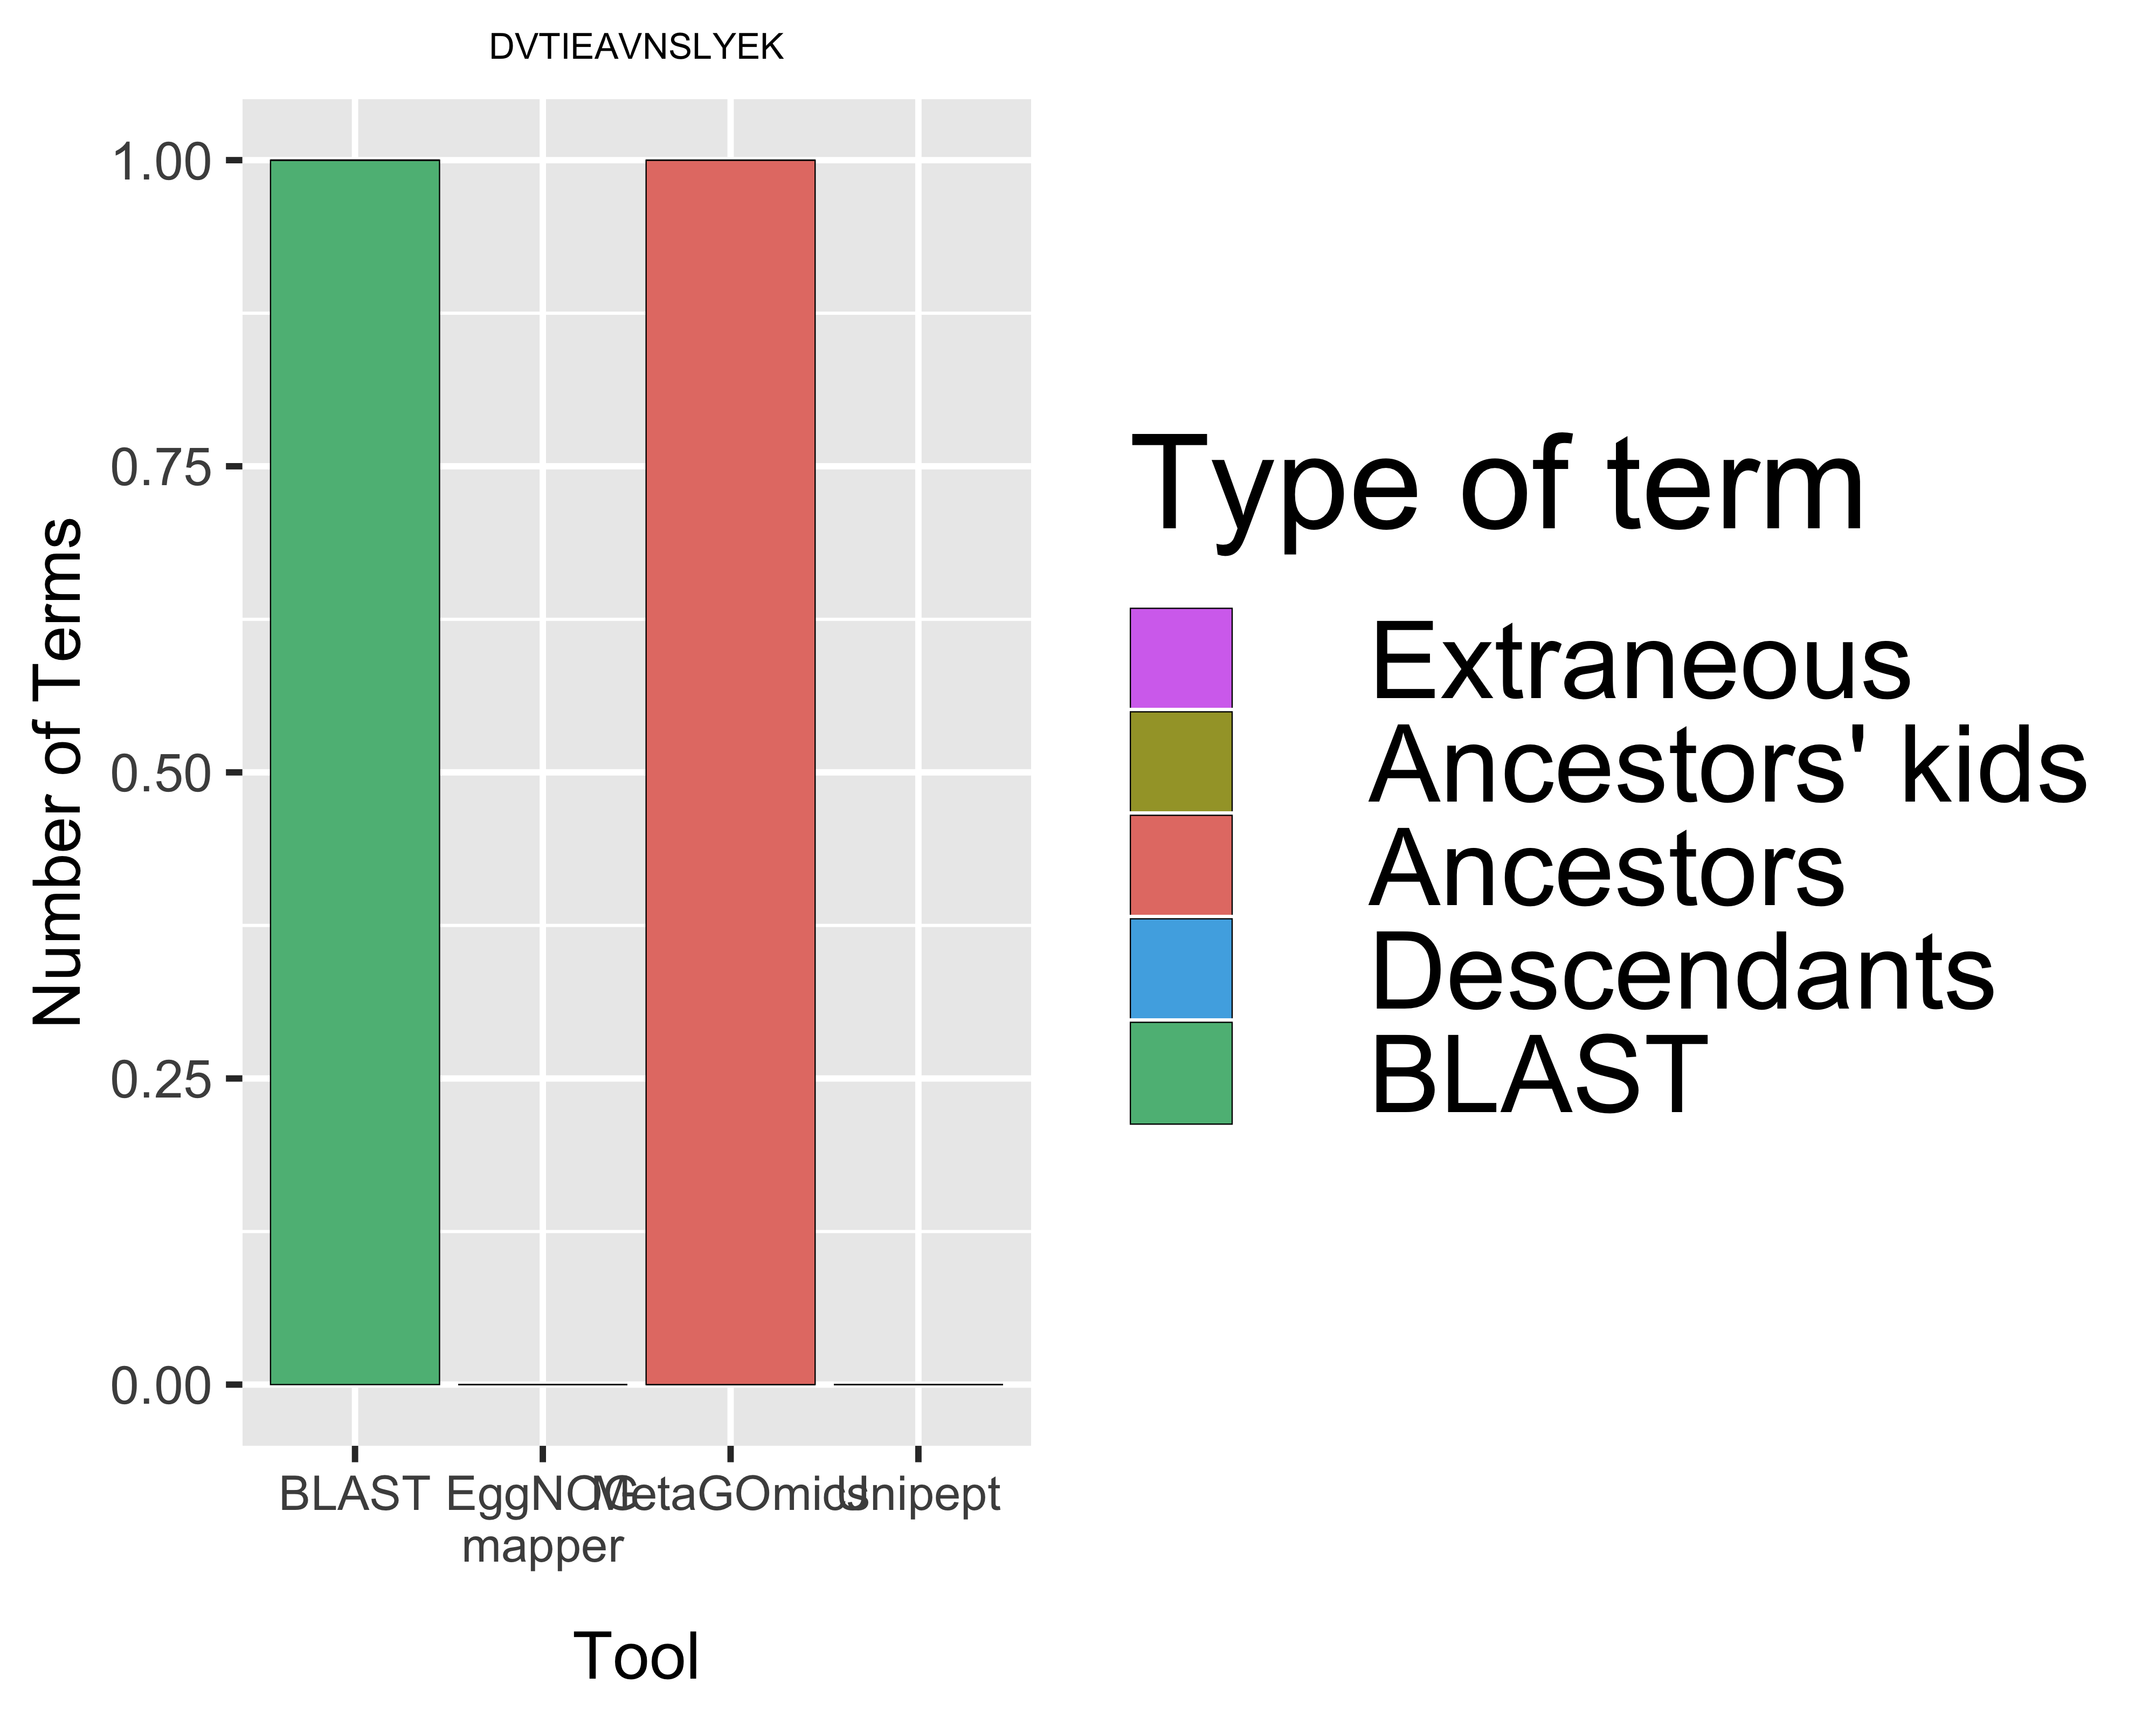 DVTIEAVNSLYEK
1.00
0.75
0.50
0.25
0.00
Number of Terms
BLAST EggNOG MetaGOmics Unipept
mapper
Tool
Type of term
Extraneous
Ancestors' kids
Ancestors
Descendants
BLAST